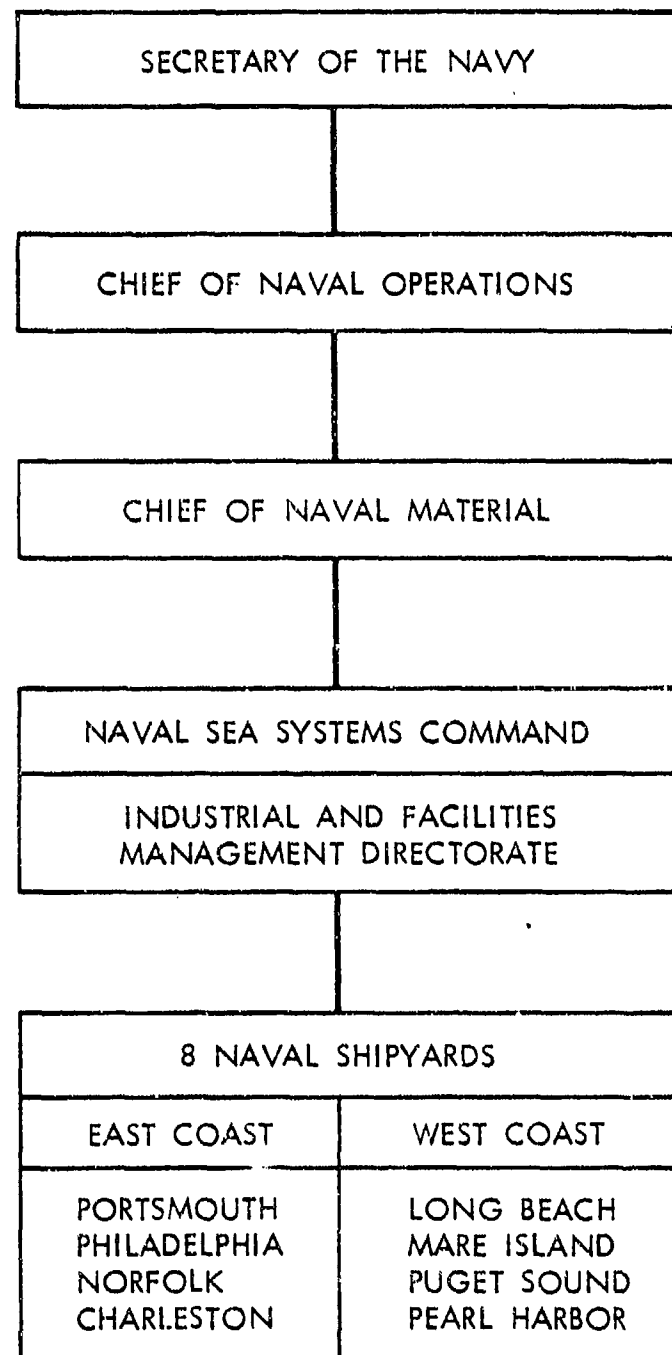 SECRETARY OF THE NAVY
CHIEF OF NAVAL OPERATIONS
CHIEF OF NAVAL MATERIAL
NAVAL SEA SYSTEMS COMMAND
INDUSTRIAL AND FACILITIES
MANAGEMENT DIRECTORATE
8 NAVAL SHIPYARDS
EAST COAST
PORTSMOUTH
PHILADELPHIA
NORFOLK
CHARLESTON
WEST COAST
LONG BEACH
MARE ISLAND
PUGET SOUND
PEARL HARBOR